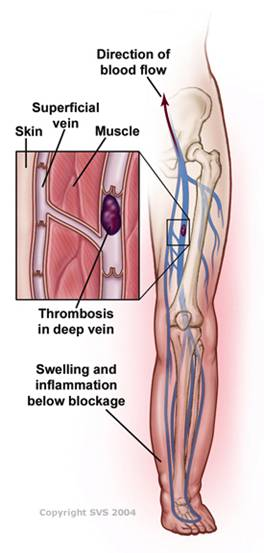 Direction of
blood flow
Superficial
vein
Skin
Muscle
Thrombosis
in deep vein
Swelling and
inflammation
below blockage
Copyright SVS 2004